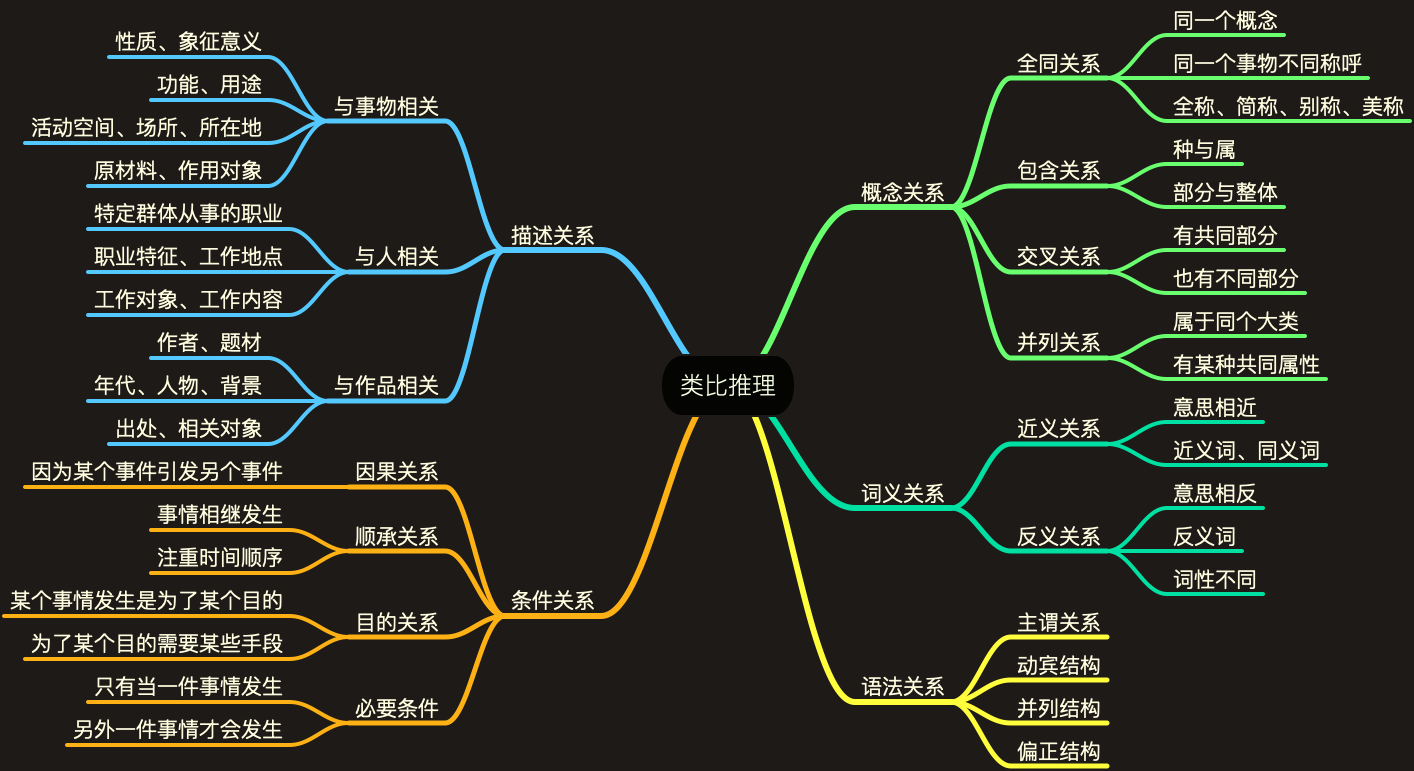 类比推理
概念关系
全同关系
同一个概念
同一个事物不同称呼
全称、简称、别称、美称
包含关系
种与属
部分与整体
交叉关系
有共同部分
也有不同部分
并列关系
属于同个大类
有某种共同属性
词义关系
近义关系
意思相近
近义词、同义词
反义关系
意思相反
反义词
词性不同
语法关系
主谓关系
动宾结构
并列结构
偏正结构
描述关系
与事物相关
性质、象征意义
功能、用途
活动空间、场所、所在地
原材料、作用对象
与人相关
特定群体从事的职业
职业特征、工作地点
工作对象、工作内容
与作品相关
作者、题材
年代、人物、背景
出处、相关对象
条件关系
因果关系
因为某个事件引发另个事件
顺承关系
事情相继发生
注重时间顺序
目的关系
某个事情发生是为了某个目的
为了某个目的需要某些手段
必要条件
只有当一件事情发生
另外一件事情才会发生